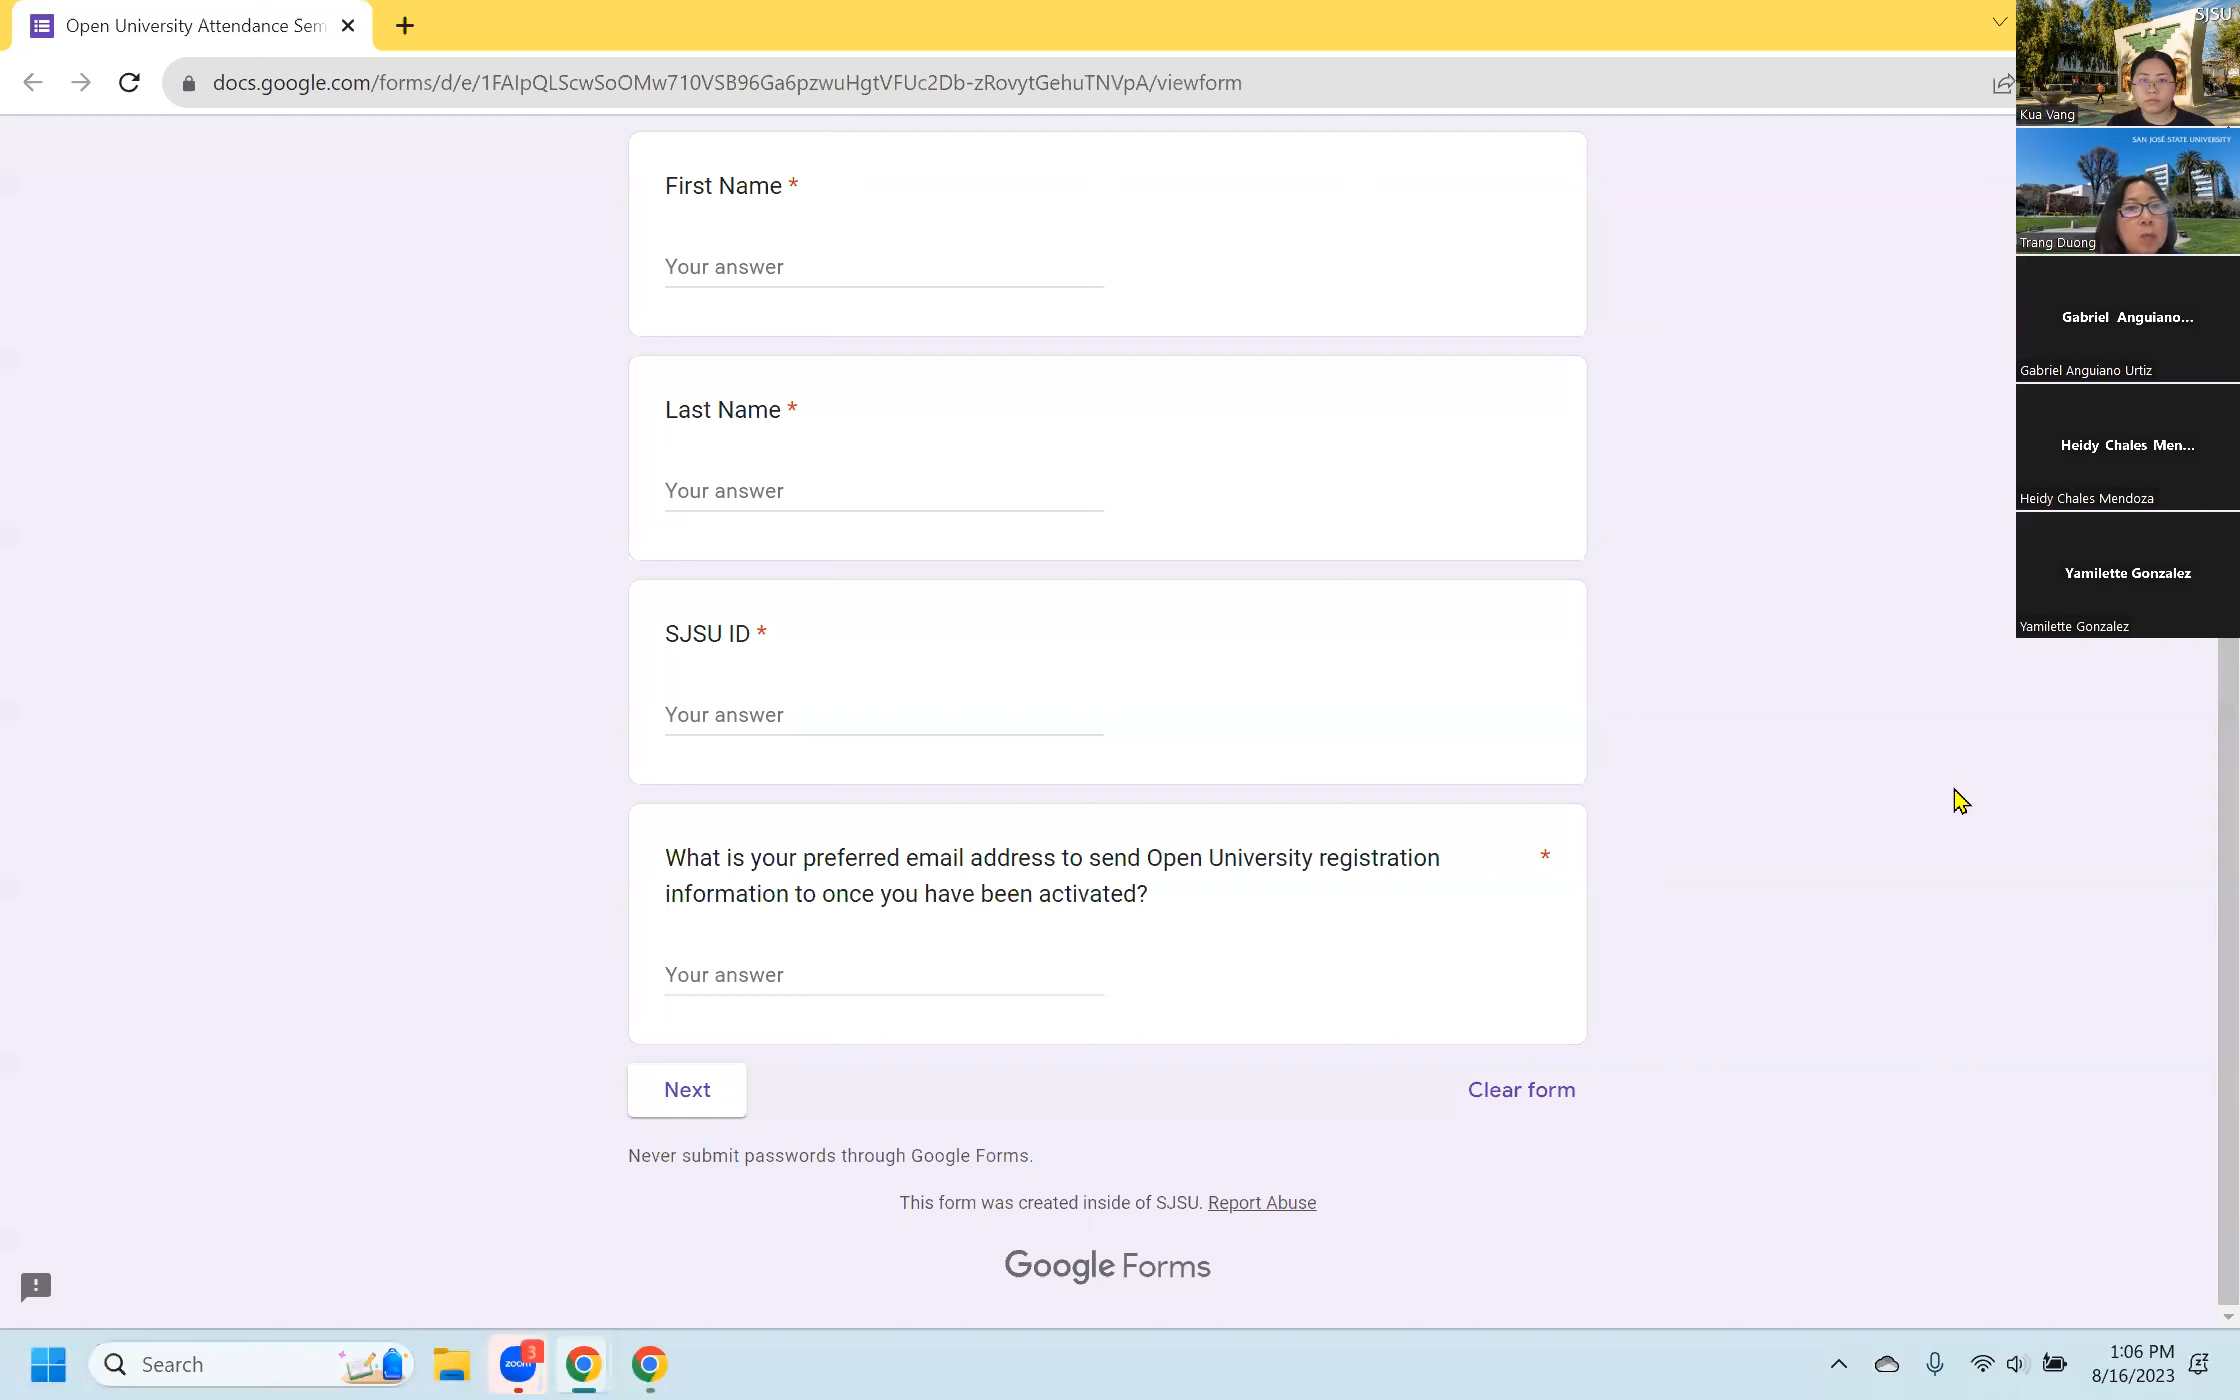 Open University Attendance Sem
docs.google.com/forms/d/e/1FAIpQLScwSoOMw710VSB96Ga6pzwuHgtVFUc2Db-zRovytGehuTNVpA/viewform
First Name *
Your answer
Last Name *
Your answer
SJSU ID *
Your answer
What is your preferred email address to send Open University registration *
information to once you have been activated?
Your answer
Next
Clear form
Never submit passwords through Google Forms.
This form was created inside of SJSU. Report Abuse
Google Forms
SJSU
Kua Vang
SAN JOSÉ STATE UNIVERSITY
Trang Duong
Gabriel Anguiano...
Gabriel Anguiano Urtiz
Heidy Chales Men...
Heidy Chales Mendoza
Yamilette Gonzalez
Yamilette Gonzalez
Search
zoom
3
1:06 PM
8/16/2023